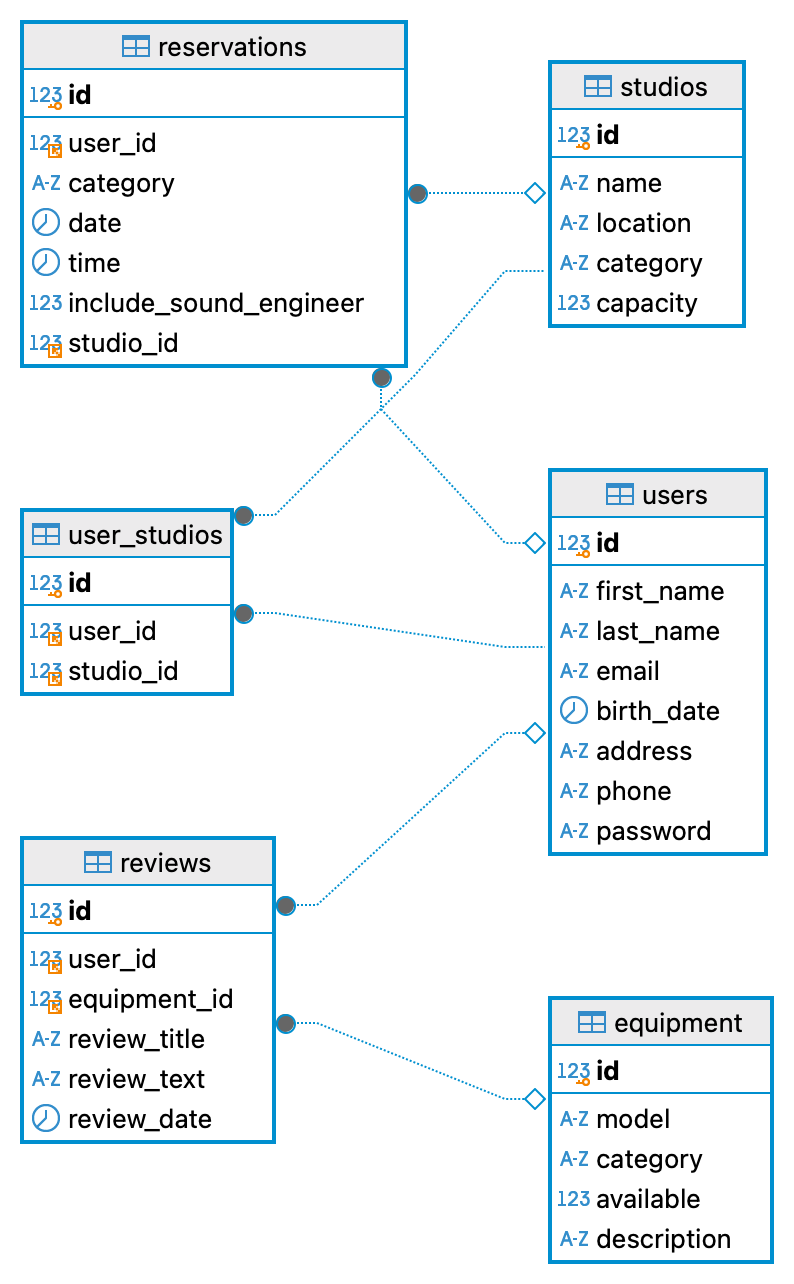 reservations
123 id
123 user_id
A-Z category
date
time
123 include_sound_engineer
123 studio_id
studios
123 id
A-Z name
A-Z location
A-Z category
123 capacity
user_studios
123 id
123 user_id
123 studio_id
users
123 id
A-Z first_name
A-Z last_name
A-Z email
birth_date
A-Z address
A-Z phone
A-Z password
reviews
123 id
123 user_id
123 equipment_id
A-Z review_title
A-Z review_text
review_date
equipment
123 id
A-Z model
A-Z category
123 available
A-Z description